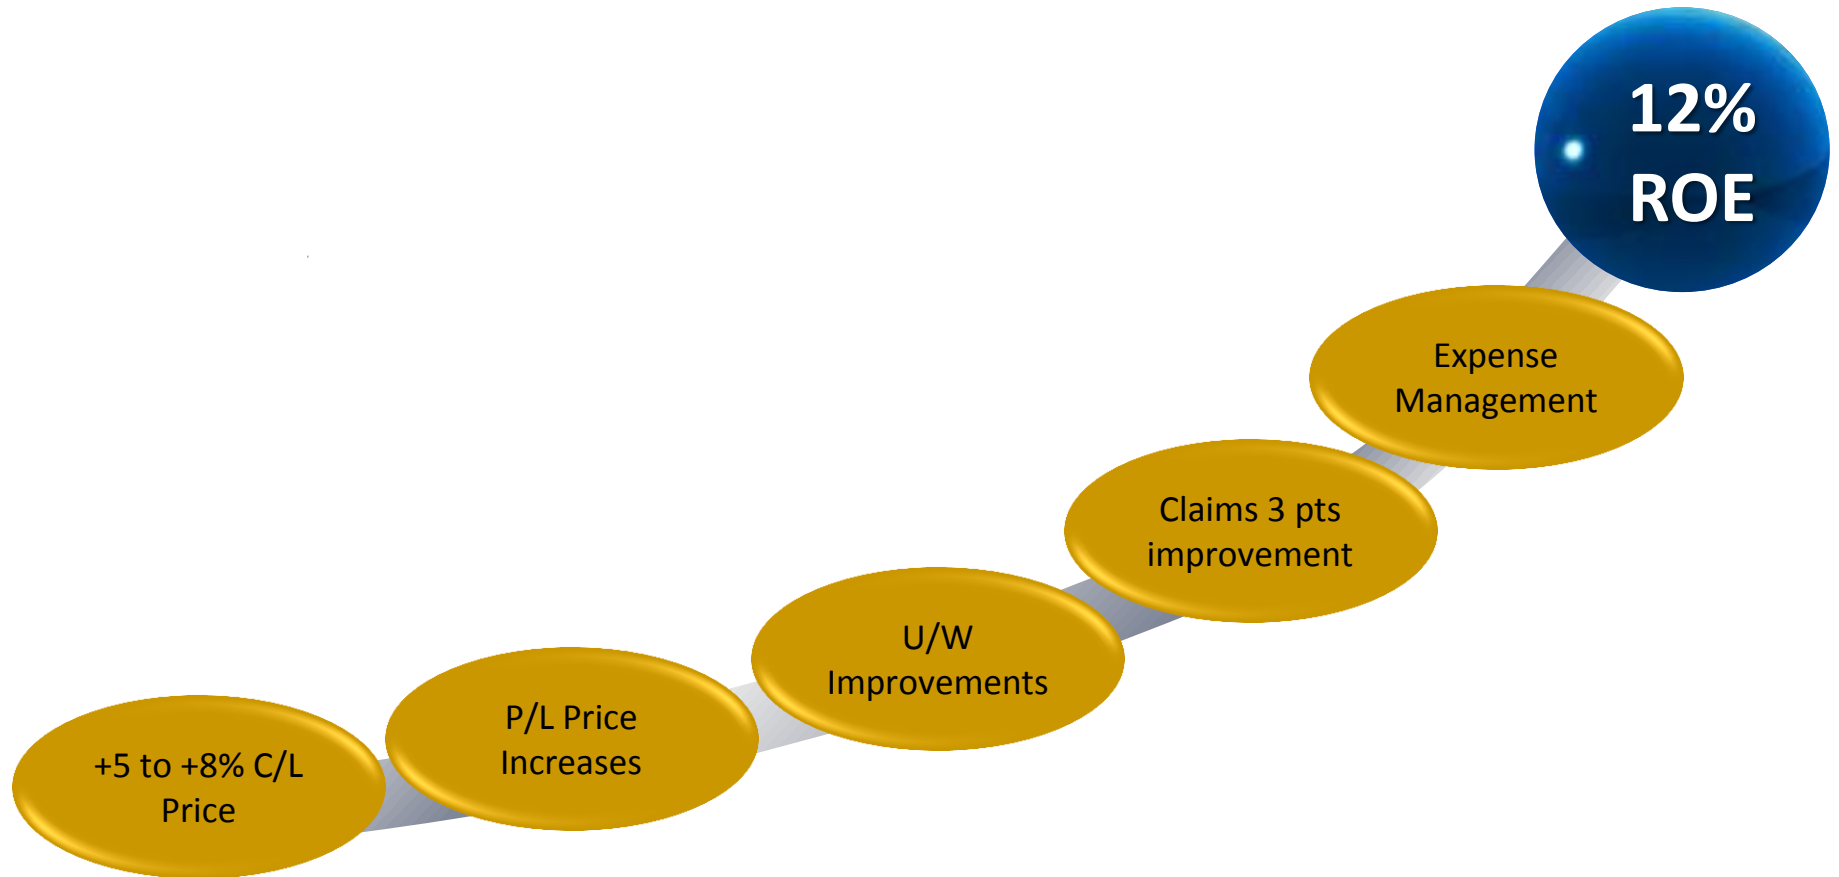 12%
ROE
Expense
Management
Claims 3 pts
improvement
U/W
Improvements
P/L Price
Increases
+5 to +8% C/L
Price